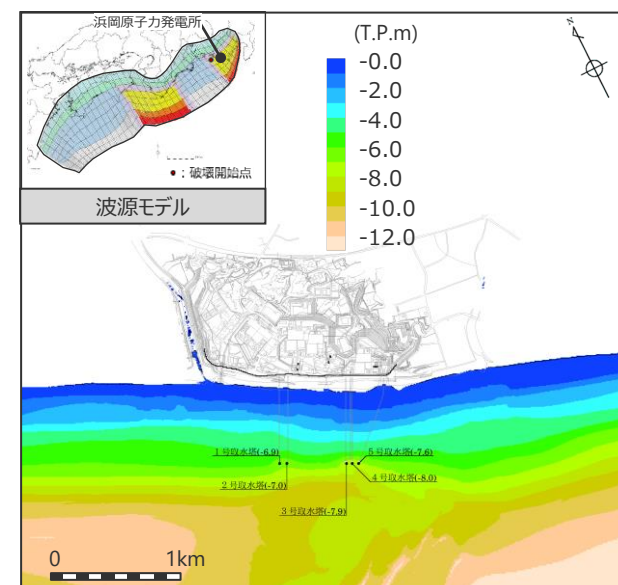 浜岡原子力発電所
●：破壊開始点
波源モデル
(T.P.m)
-0.0
-2.0
-4.0
-6.0
-8.0
-10.0
-12.0
N
1号取水塔(-6.9)
5号取水塔(-7.6)
2号取水塔(-7.0)
4号取水塔(-8.0)
3号取水塔(-7.9)
0 1km